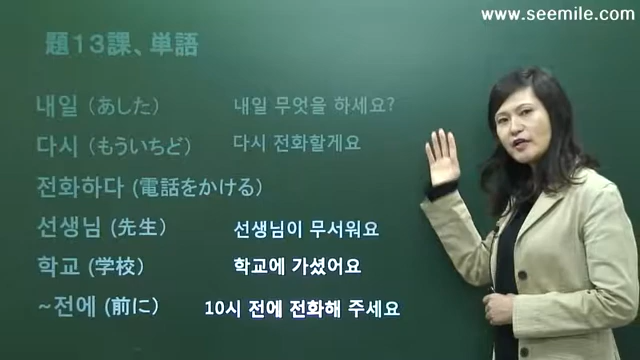 www.seemile.com
題13課、単語
내일 (あした) 내일 무엇을 하세요?
다시 (もういちど) 다시 전화할게요
전화하다 (電話をかける)
선생님 (先生) 선생님이 무서워요
학교 (学校) 학교에 가셨어요
~전에 (前に) 10시 전에 전화해 주세요